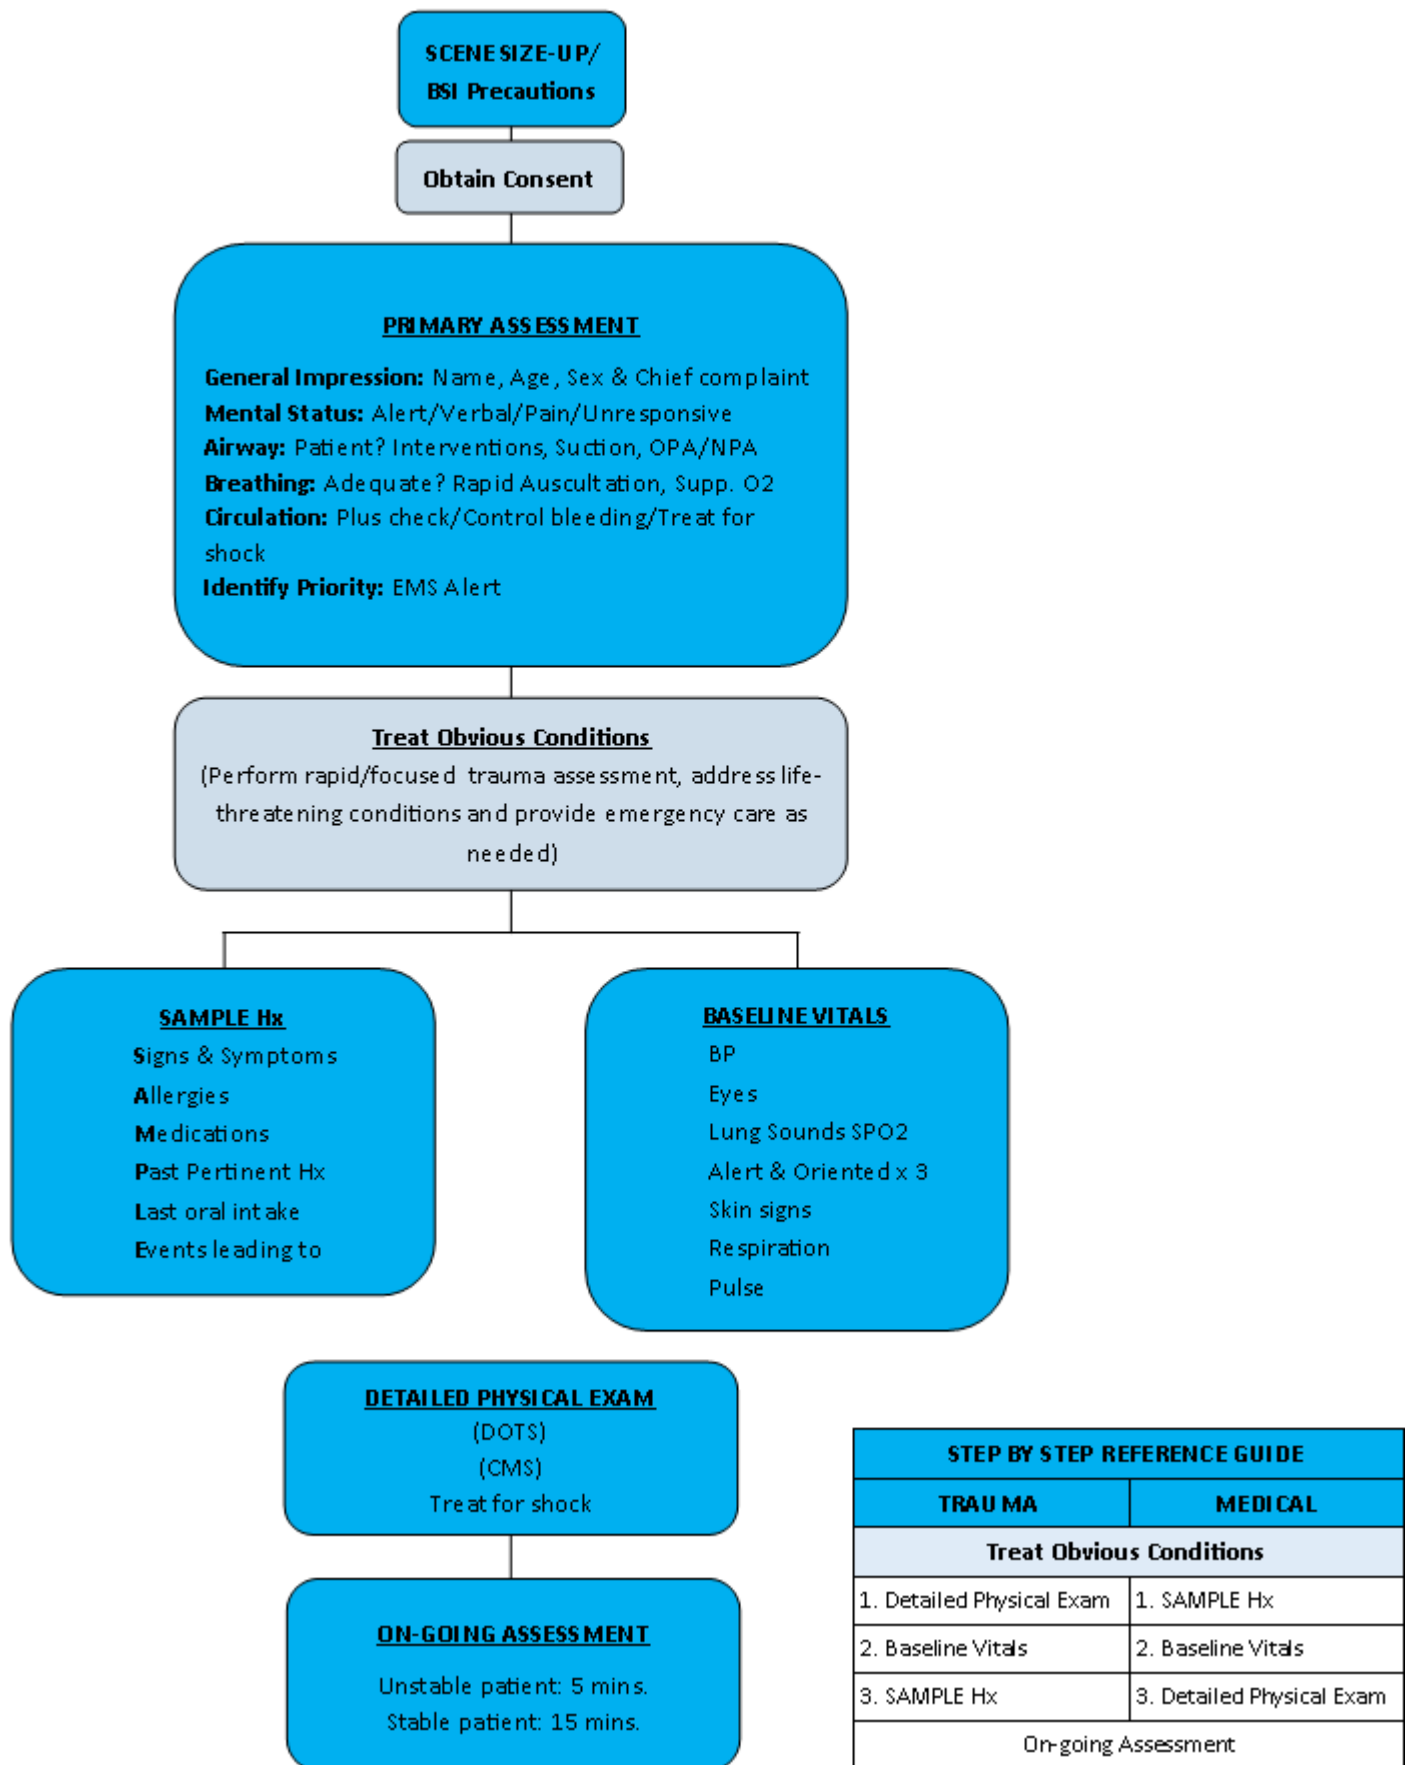 SCENE SIZE-UP/
BSI Precautions
Obtain Consent
PRIMARY ASSESSMENT
General Impression: Name, Age, Sex & Chief complaint
Mental Status: Alert/Verbal/Pain/Unresponsive
Airway: Patient? Interventions, Suction, OPA/NPA
Breathing: Adequate? Rapid Auscultation, Supp. O2
Circulation: Plus check/Control bleeding/Treat for
shock
Identify Priority: EMS Alert
Treat Obvious Conditions
(Perform rapid/focused trauma assessment, address life-
threatening conditions and provide emergency care as
needed)
SAMPLE Hx
Signs & Symptoms
Allergies
Medications
Past Pertinent Hx
Last oral intake
Events leading to
BASELINE VITALS
BP
Eyes
Lung Sounds SPO2
Alert & Oriented x 3
Skin signs
Respiration
Pulse
DETAILED PHYSICAL EXAM
(DOTS)
(CMS)
Treat for shock
ON-GOING ASSESSMENT
Unstable patient: 5 mins.
Stable patient: 15 mins.
STEP BY STEP REFERENCE GUIDE
TRAUMA MEDICAL
Treat Obvious Conditions
1. Detailed Physical Exam 1. SAMPLE Hx
2. Baseline Vitals 2. Baseline Vitals
3. SAMPLE Hx 3. Detailed Physical Exam
On-going Assessment